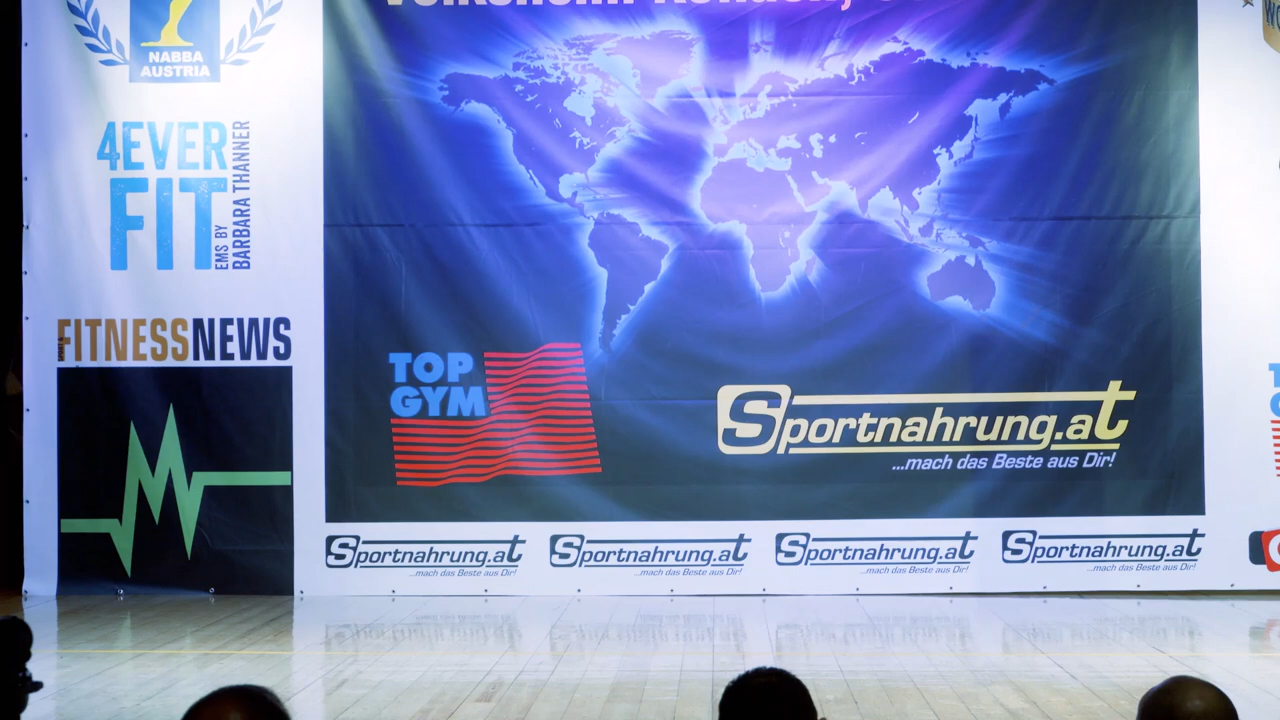 NABBA
AUSTRIA
4EVER
FIT
EMS BY
BARBARA THANNER
FITNESSNEWS
TOP
GYM
Sportnahrung.at
...mach das Beste aus Dir!
Sportnahrung.at
...mach das Beste aus Dir!
Sportnahrung.at
...mach das Beste aus Dir!
Sportnahrung.at
...mach das Beste aus Dir!
Sportnahrung.at
...mach das Beste aus Dir!